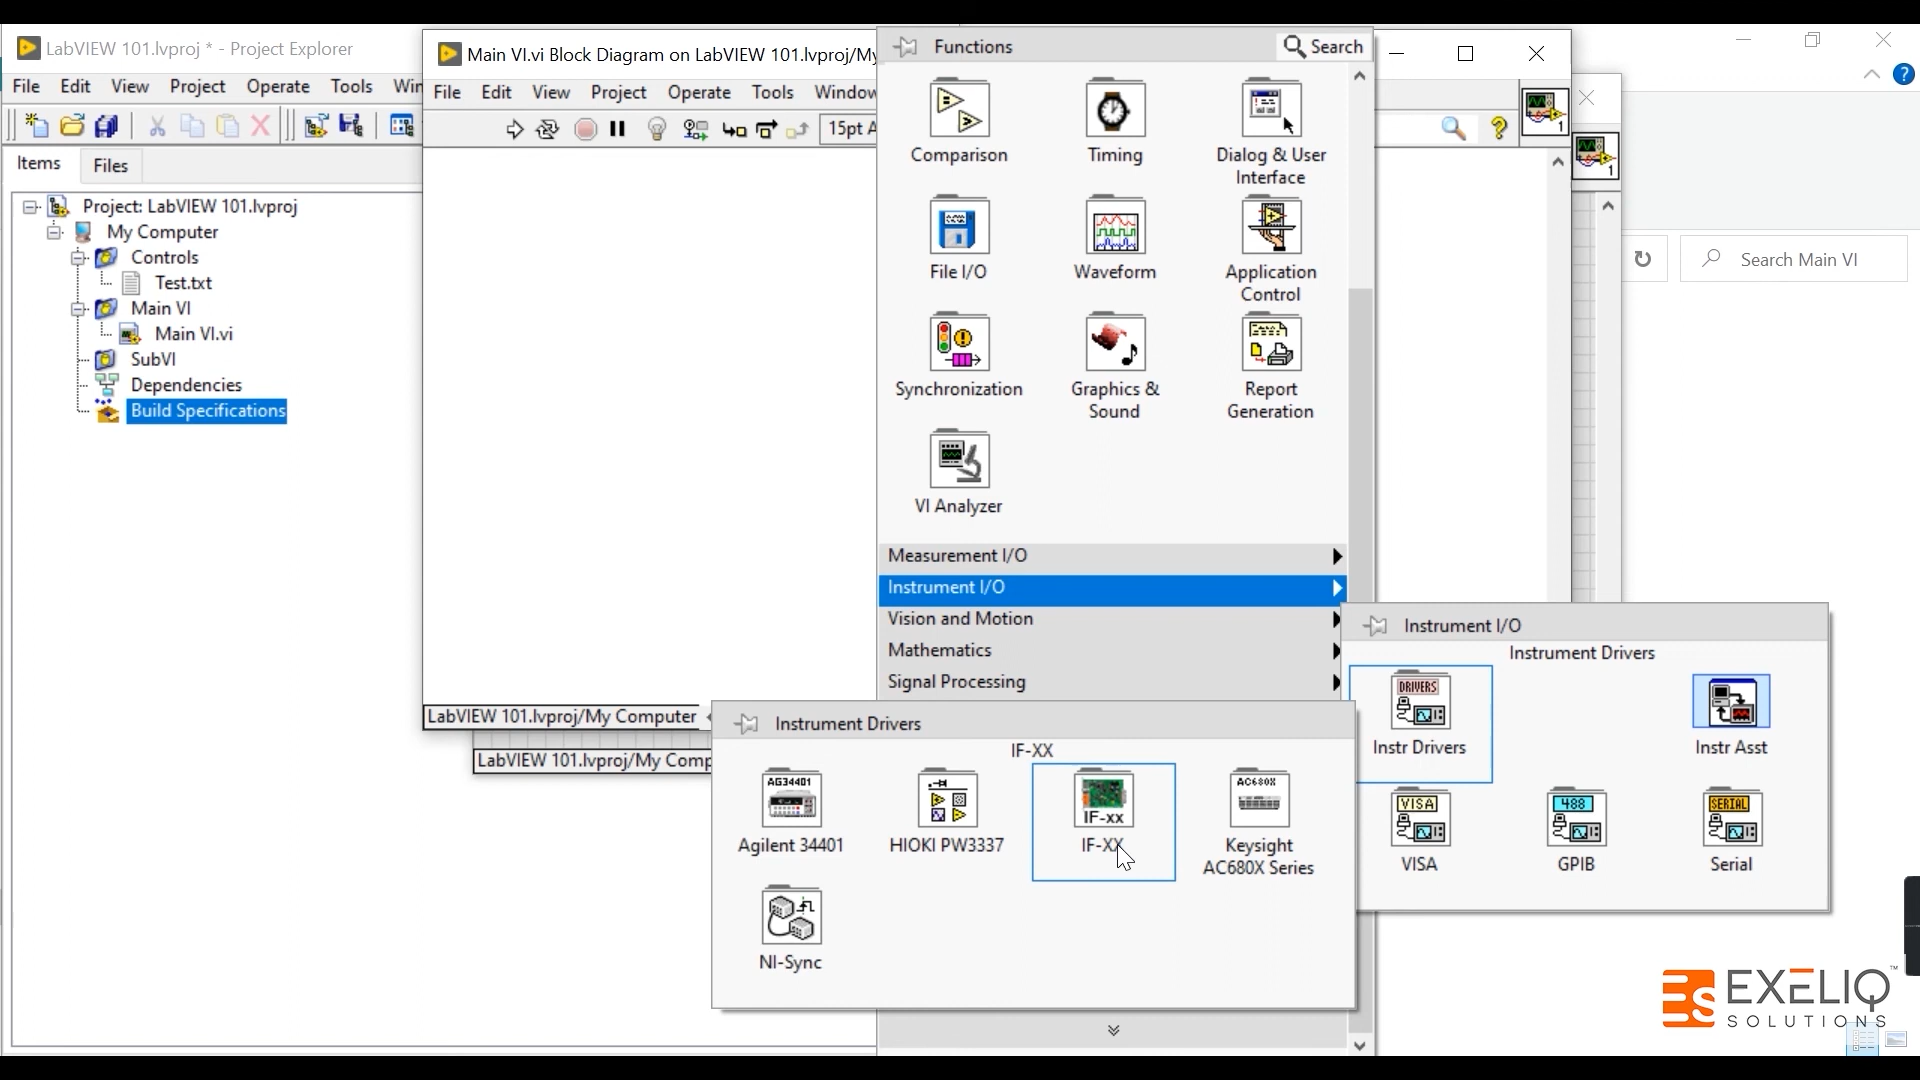 LabVIEW 101.lvproj * - Project Explorer
File Edit View Project Operate Tools Win
Items Files
Project: LabVIEW 101.lvproj
My Computer
Controls
Test.txt
Main VI
Main VI.vi
SubVI
Dependencies
Build Specifications
Main VI.vi Block Diagram on LabVIEW 101.lvproj/My
File Edit View Project Operate Tools Window
15pt A
LabVIEW 101.lvproj/My Computer
LabVIEW 101.lvproj/My Comp
Functions
Search
Comparison
Timing
Dialog & User
Interface
File I/O
Waveform
Application
Control
Synchronization
Graphics &
Sound
Report
Generation
VI Analyzer
Measurement I/O
Instrument I/O
Vision and Motion
Mathematics
Signal Processing
1
1
Search Main VI
Instrument I/O
Instrument Drivers
DRIVERS
Instr Drivers
Instr Asst
VISA
VISA
488
GPIB
SERIAL
Serial
Instrument Drivers
IF-XX
AG34401
Agilent 34401
HIOKI PW3337
IF-xx
IF-XX
AC680X
Keysight
AC680X Series
NI-Sync
EXELIQ™
SOLUTIONS